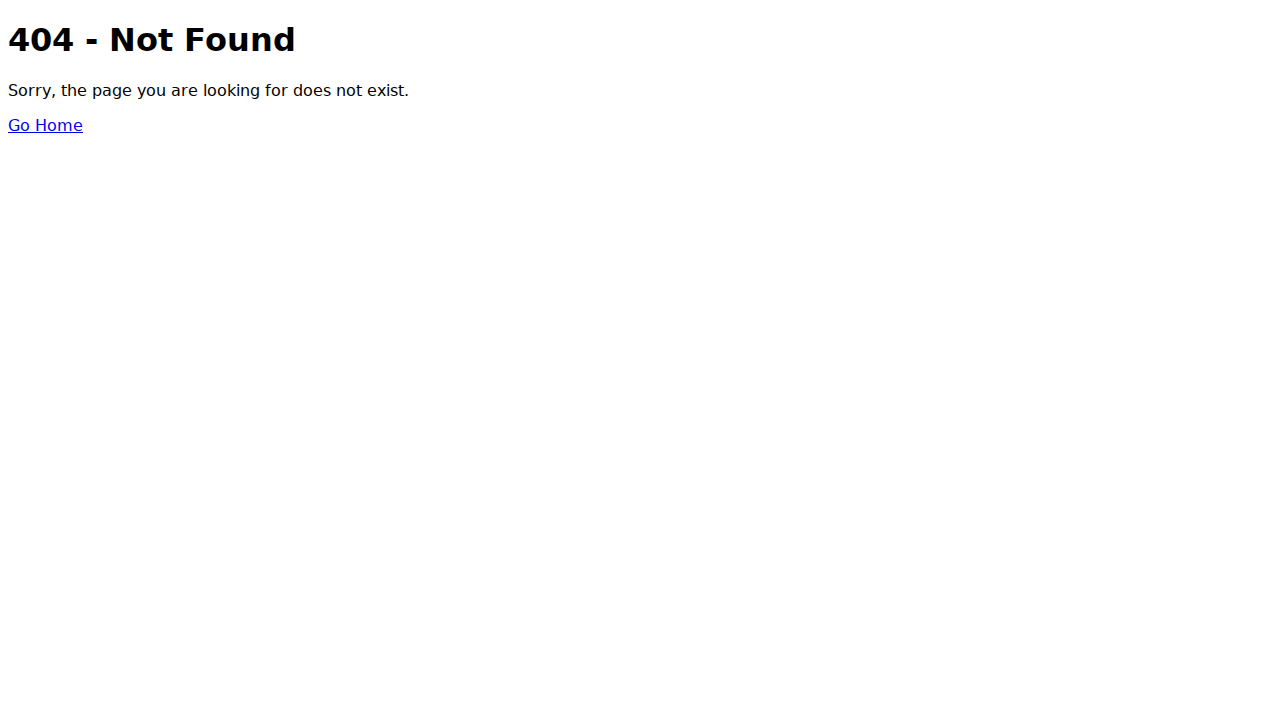 404 - Not Found
Sorry, the page you are looking for does not exist.
Go Home